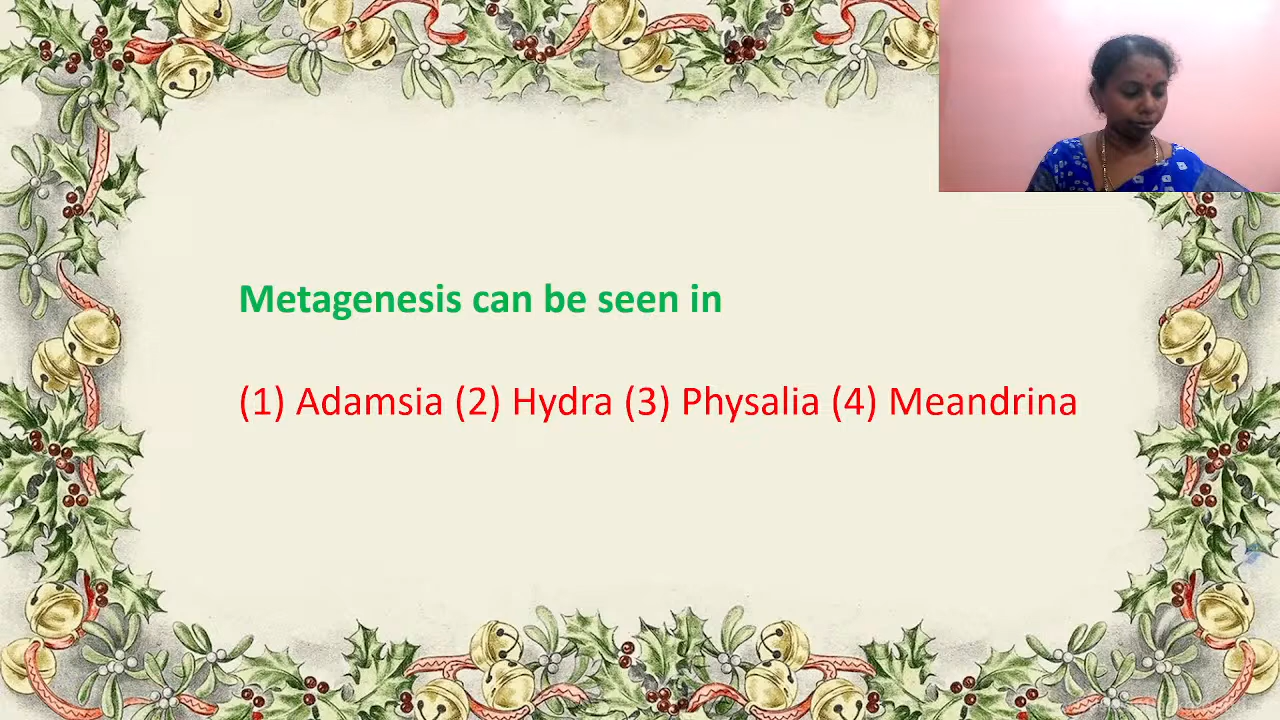 Metagenesis can be seen in
(1) Adamsia (2) Hydra (3) Physalia (4) Meandrina